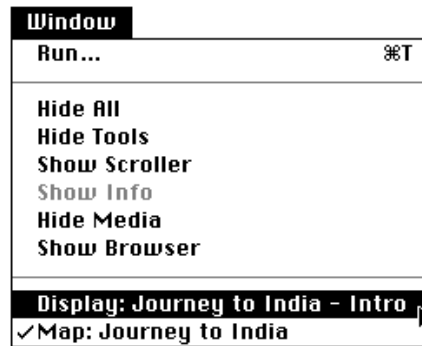 Window
Run... ⌘T
Hide All
Hide Tools
Show Scroller
Show Info
Hide Media
Show Browser
Display: Journey to India - Intro
✓Map: Journey to India